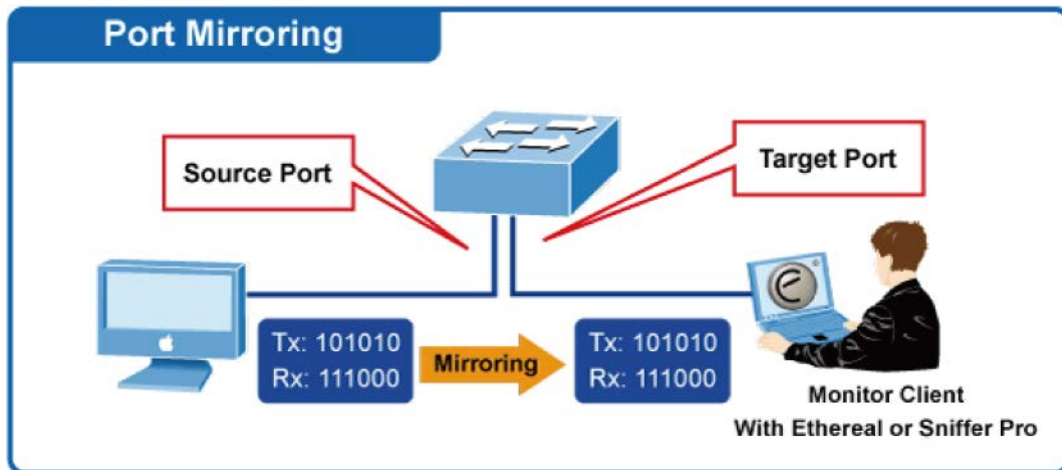 Port Mirroring
Source Port
Target Port
Tx: 101010
Rx: 111000
Mirroring
Tx: 101010
Rx: 111000
e
Monitor Client
With Ethereal or Sniffer Pro